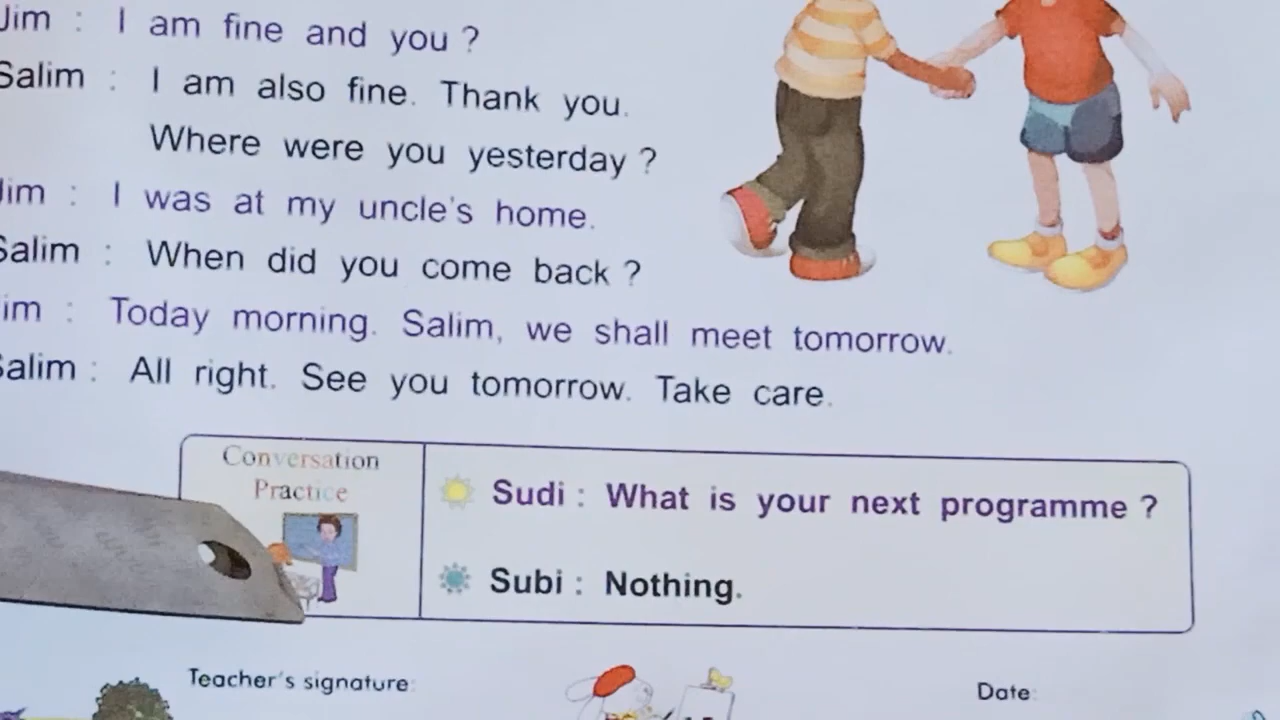 Jim : I am fine and you ?
Salim : I am also fine. Thank you.
Where were you yesterday ?
Jim : I was at my uncle's home.
Salim : When did you come back ?
Jim : Today morning. Salim, we shall meet tomorrow.
Salim : All right. See you tomorrow. Take care.
Conversation
Practice
Sudi : What is your next programme ?
Subi : Nothing.
Teacher's signature:
Date: